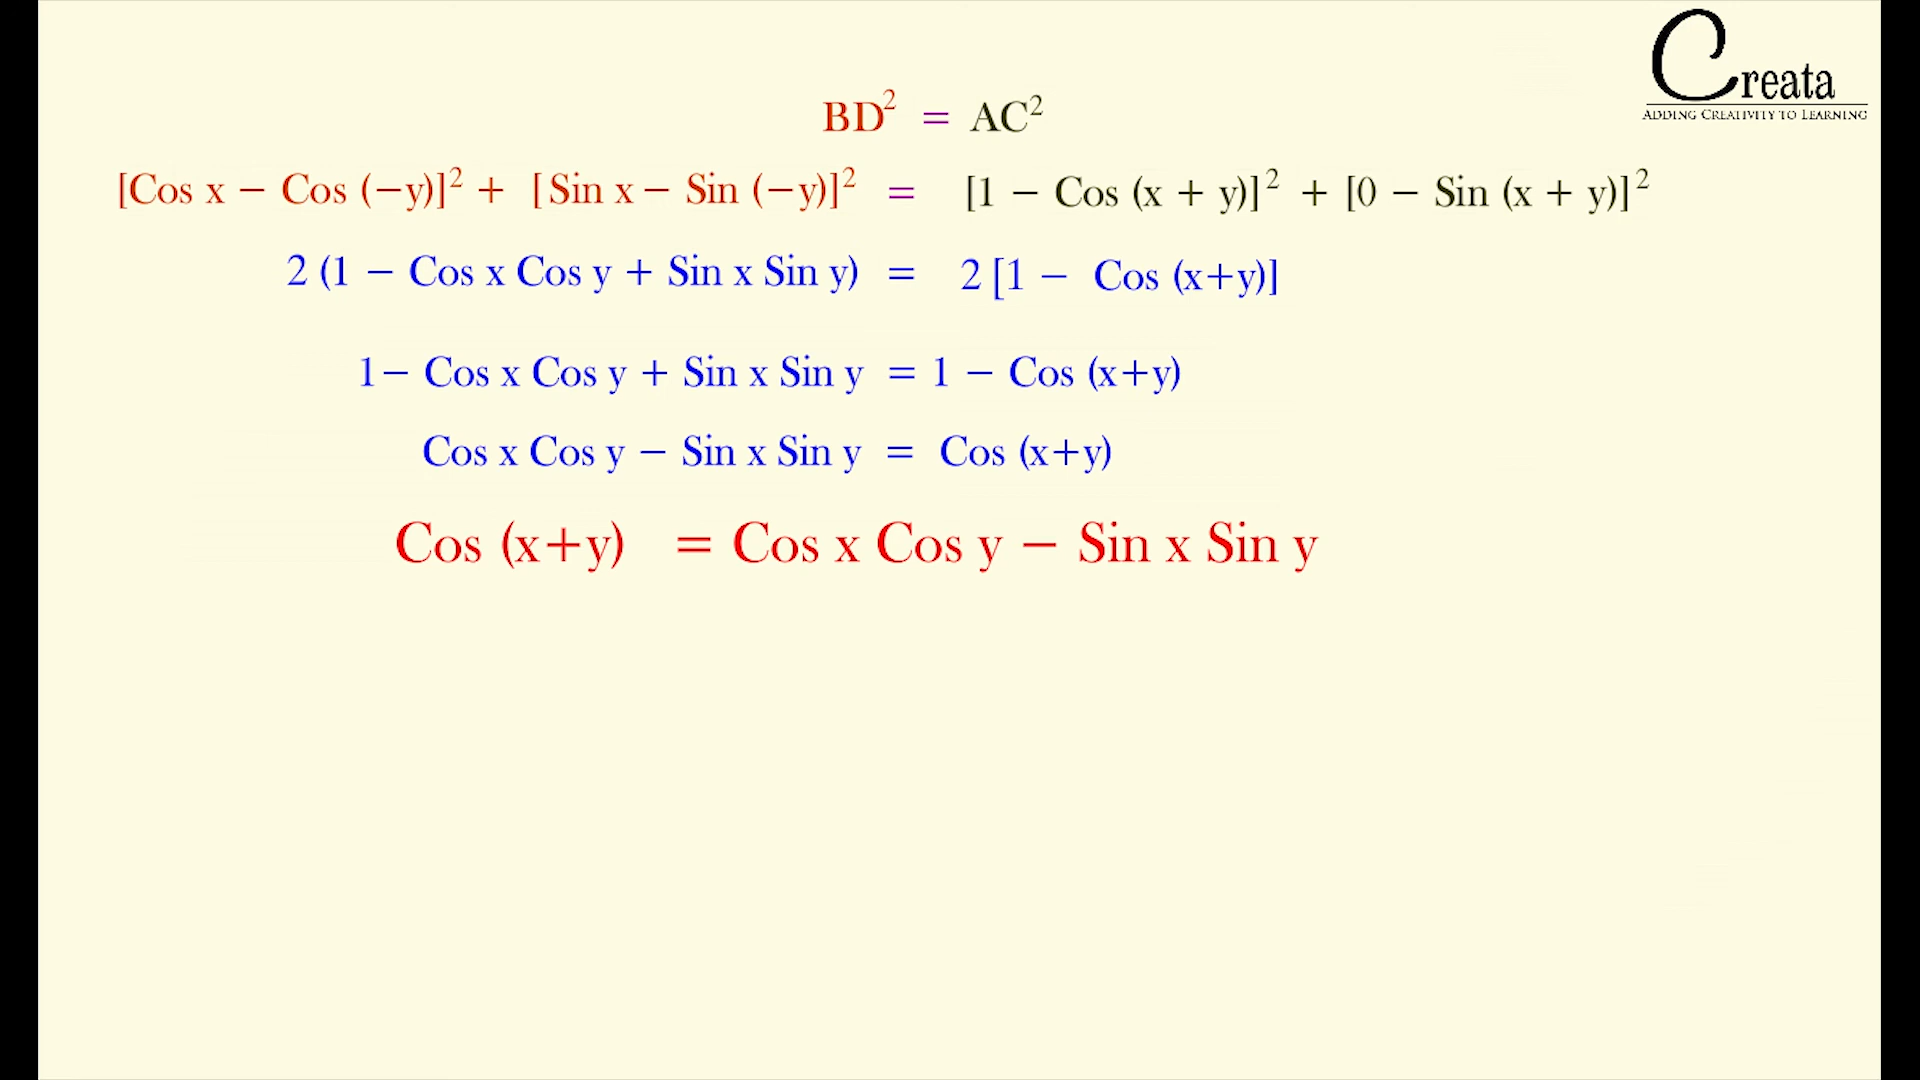 Creata
ADDING CREATIVITY TO LEARNING
BD² = AC²
[Cos x − Cos (−y)]² + [Sin x − Sin (−y)]² = [1 − Cos (x + y)]² + [0 − Sin (x + y)]²
2 (1 − Cos x Cos y + Sin x Sin y) = 2 [1 − Cos (x+y)]
1− Cos x Cos y + Sin x Sin y = 1 − Cos (x+y)
Cos x Cos y − Sin x Sin y = Cos (x+y)
Cos (x+y) = Cos x Cos y − Sin x Sin y